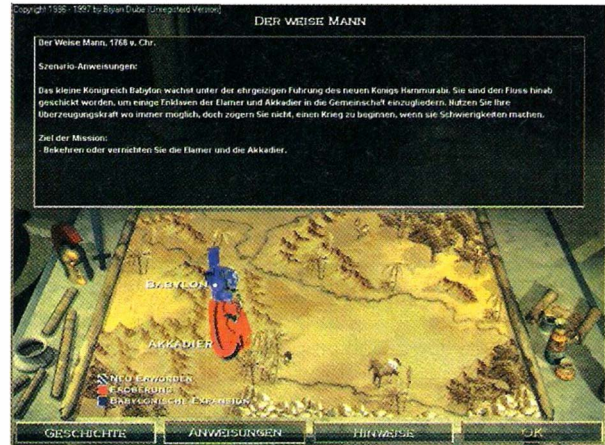 Copyright 1996 - 1997 by Bryan Dube (Unregisterd Version)
DER WEISE MANN
Der Weise Mann, 1768 v. Chr.
Szenario-Anweisungen:
Das kleine Königreich Babylon wächst unter der ehrgeizigen Führung des neuen Königs Hammurabi. Sie sind den Fluss hinab
geschickt worden, um einige Enklaven der Elamer und Akkadier in die Gemeinschaft einzugliedern. Nutzen Sie Ihre
Überzeugungskraft wo immer möglich, doch zögern Sie nicht, einen Krieg zu beginnen, wenn sie Schwierigkeiten machen.
Ziel der Mission:
- Bekehren oder vernichten Sie die Elamer und die Akkadier.
BABYLON
AKKADIER
NEU ERWORBEN
EROBERUNG
BABYLONISCHE EXPANSION
GESCHICHTE
ANWEISUNGEN
HINWEISE
OK